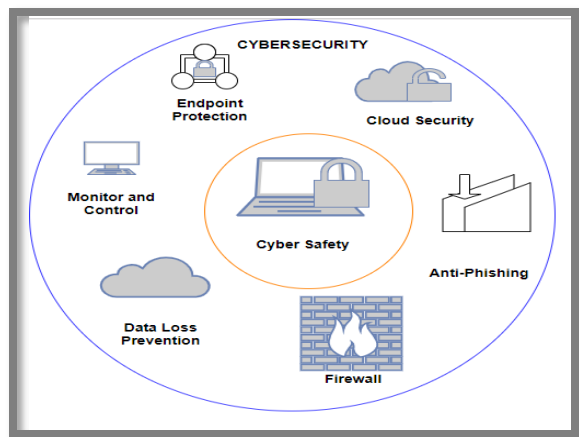 CYBERSECURITY
Endpoint
Protection
Cloud Security
Monitor and
Control
Cyber Safety
Anti-Phishing
Data Loss
Prevention
Firewall